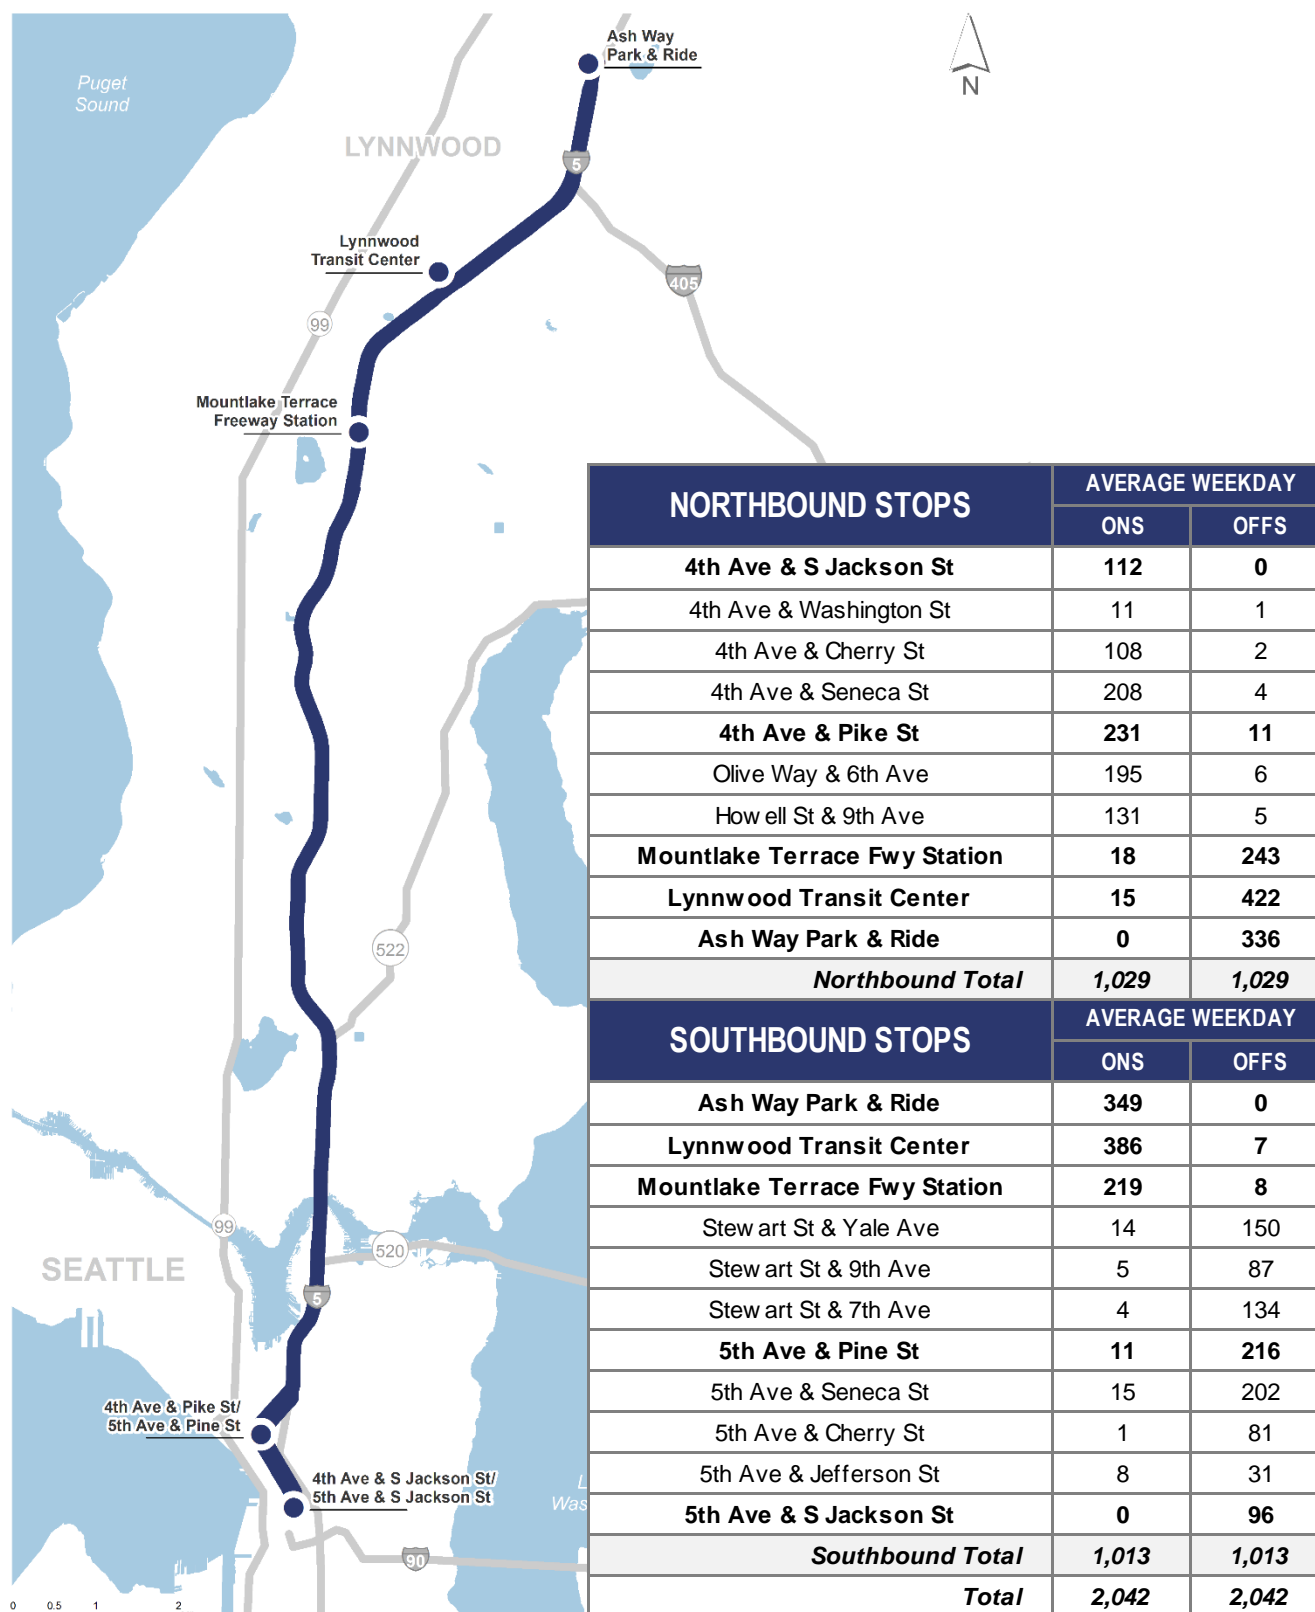 Ash Way
Park & Ride
N
Puget
Sound
LYNNWOOD
5
Lynnwood
Transit Center
405
99
Mountlake Terrace
Freeway Station
522
99
520
SEATTLE
5
4th Ave & Pike St/
5th Ave & Pine St
4th Ave & S Jackson St/
5th Ave & S Jackson St
90
0 0.5 1 2
NORTHBOUND STOPS AVERAGE WEEKDAY
ONS OFFS
4th Ave & S Jackson St 112 0
4th Ave & Washington St 11 1
4th Ave & Cherry St 108 2
4th Ave & Seneca St 208 4
4th Ave & Pike St 231 11
Olive Way & 6th Ave 195 6
Howell St & 9th Ave 131 5
Mountlake Terrace Fwy Station 18 243
Lynnwood Transit Center 15 422
Ash Way Park & Ride 0 336
Northbound Total 1,029 1,029
SOUTHBOUND STOPS AVERAGE WEEKDAY
ONS OFFS
Ash Way Park & Ride 349 0
Lynnwood Transit Center 386 7
Mountlake Terrace Fwy Station 219 8
Stewart St & Yale Ave 14 150
Stewart St & 9th Ave 5 87
Stewart St & 7th Ave 4 134
5th Ave & Pine St 11 216
5th Ave & Seneca St 15 202
5th Ave & Cherry St 1 81
5th Ave & Jefferson St 8 31
5th Ave & S Jackson St 0 96
Southbound Total 1,013 1,013
Total 2,042 2,042